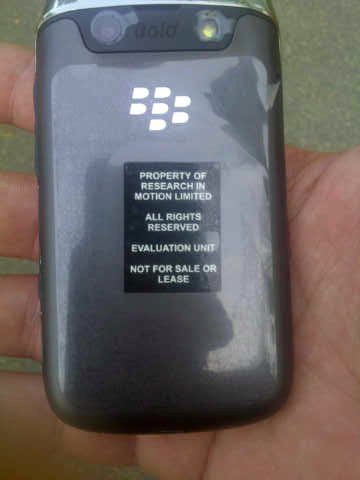 Bold
PROPERTY OF
RESEARCH IN
MOTION LIMITED
ALL RIGHTS
RESERVED
EVALUATION UNIT
NOT FOR SALE OR
LEASE